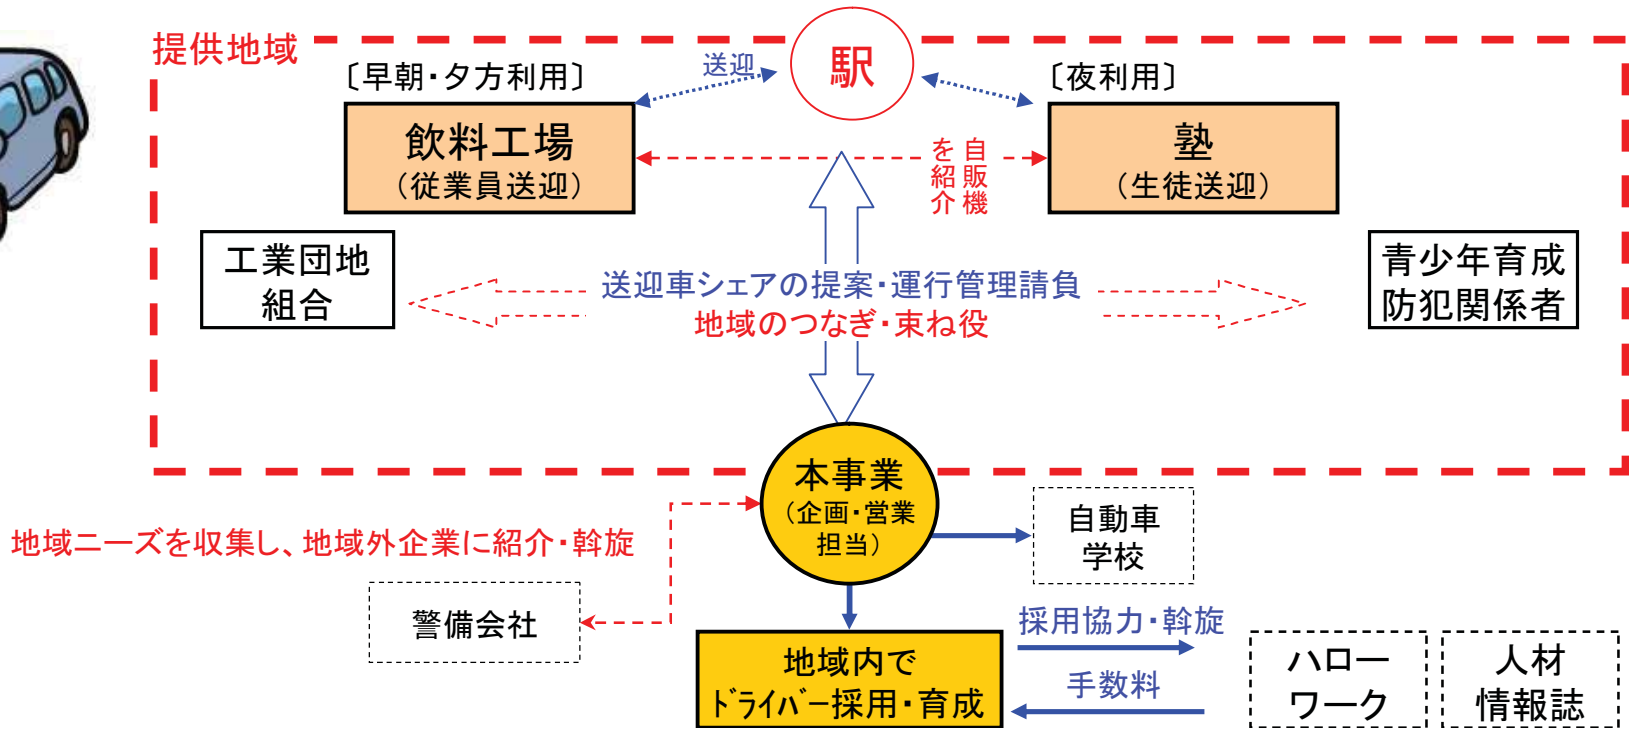 提供地域
駅
〔早朝・夕方利用〕
送迎
〔夜利用〕
飲料工場
（従業員送迎）
自販機
を紹介
塾
（生徒送迎）
工業団地
組合
送迎車シェアの提案・運行管理請負
地域のつなぎ・束ね役
青少年育成
防犯関係者
本事業
（企画・営業
担当）
自動車
学校
地域ニーズを収集し、地域外企業に紹介・斡旋
警備会社
地域内で
ﾄﾞﾗｲﾊﾞｰ採用・育成
採用協力・斡旋
手数料
ハロー
ワーク
人材
情報誌